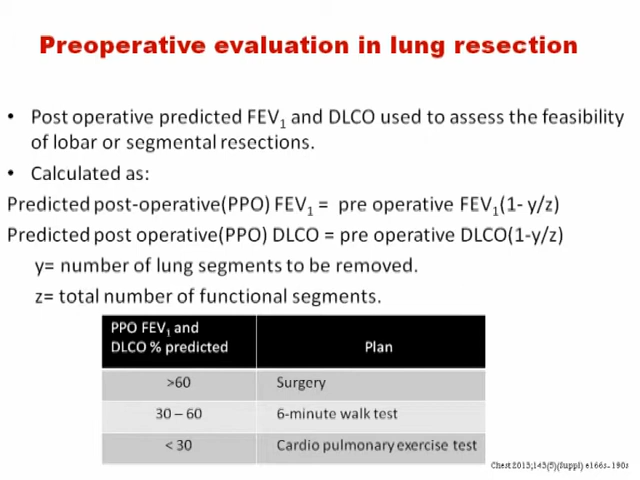 Preoperative evaluation in lung resection
• Post operative predicted FEV₁ and DLCO used to assess the feasibility
of lobar or segmental resections.
• Calculated as:
Predicted post-operative(PPO) FEV₁ = pre operative FEV₁(1- y/z)
Predicted post operative(PPO) DLCO = pre operative DLCO(1-y/z)
y= number of lung segments to be removed.
z= total number of functional segments.
PPO FEV₁ and
DLCO % predicted
Plan
>60 Surgery
30 – 60 6-minute walk test
< 30 Cardio pulmonary exercise test
Chest 2013;143(5)(Suppl) e166s-190s